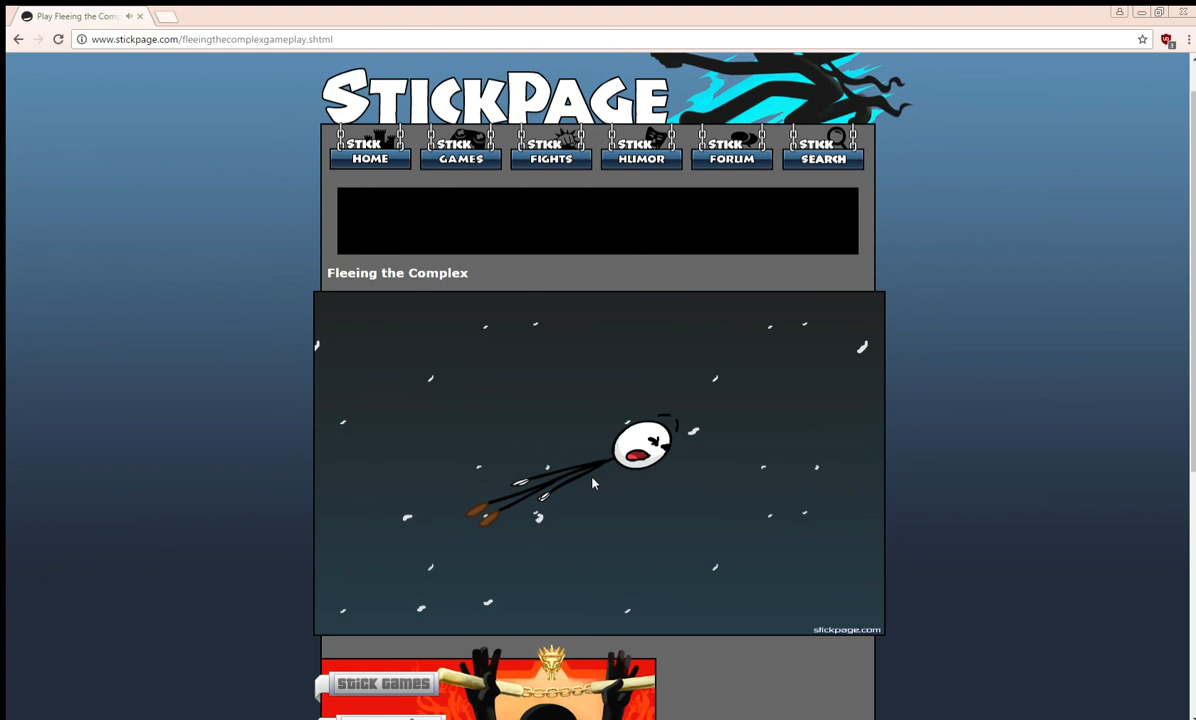 Play Fleeing the Com
www.stickpage.com/fleeingthecomplexgameplay.shtml
STICKPAGE
STICK HOME
STICK GAMES
STICK FIGHTS
STICK HUMOR
STICK FORUM
STICK SEARCH
Fleeing the Complex
stickpage.com
STICK GAMES